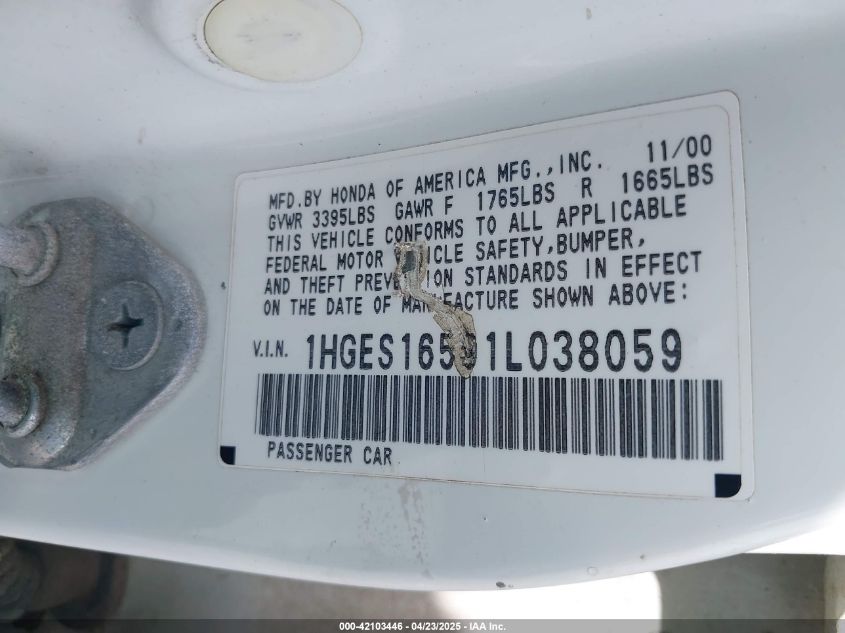 MFD.BY HONDA OF AMERICA MFG.,INC. 11/00
GVWR 3395LBS GAWR F 1765LBS R 1665LBS
THIS VEHICLE CONFORMS TO ALL APPLICABLE
FEDERAL MOTOR VEHICLE SAFETY,BUMPER,
AND THEFT PREVENTION STANDARDS IN EFFECT
ON THE DATE OF MANUFACTURE SHOWN ABOVE:
V.I.N. 1HGES16591L038059
PASSENGER CAR
000-42103446 - 04/23/2025 - IAA Inc.